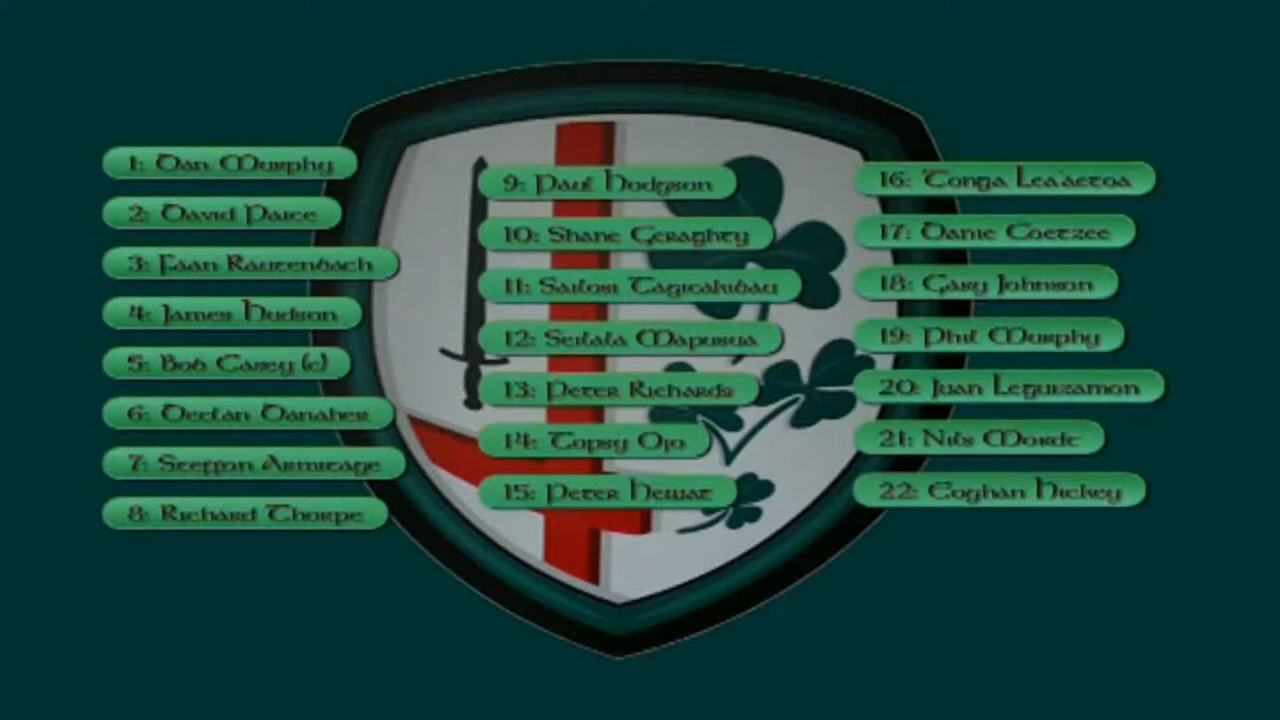 1: Dan Murphy
2: David Paice
3: Faan Rautenbach
4: James Hudson
5: Bob Casey (c)
6: Declan Danaher
7: Steffon Armitage
8: Richard Thorpe
9: Paul Hodgson
10: Shane Geraghty
11: Sailosi Tagicakibau
12: Seilala Mapusua
13: Peter Richards
14: Topsy Ojo
15: Peter Hewat
16: Tonga Lea'aetoa
17: Danie Coetzee
18: Gary Johnson
19: Phil Murphy
20: Juan Leguizamon
21: Nils Mordt
22: Eoghan Hickey